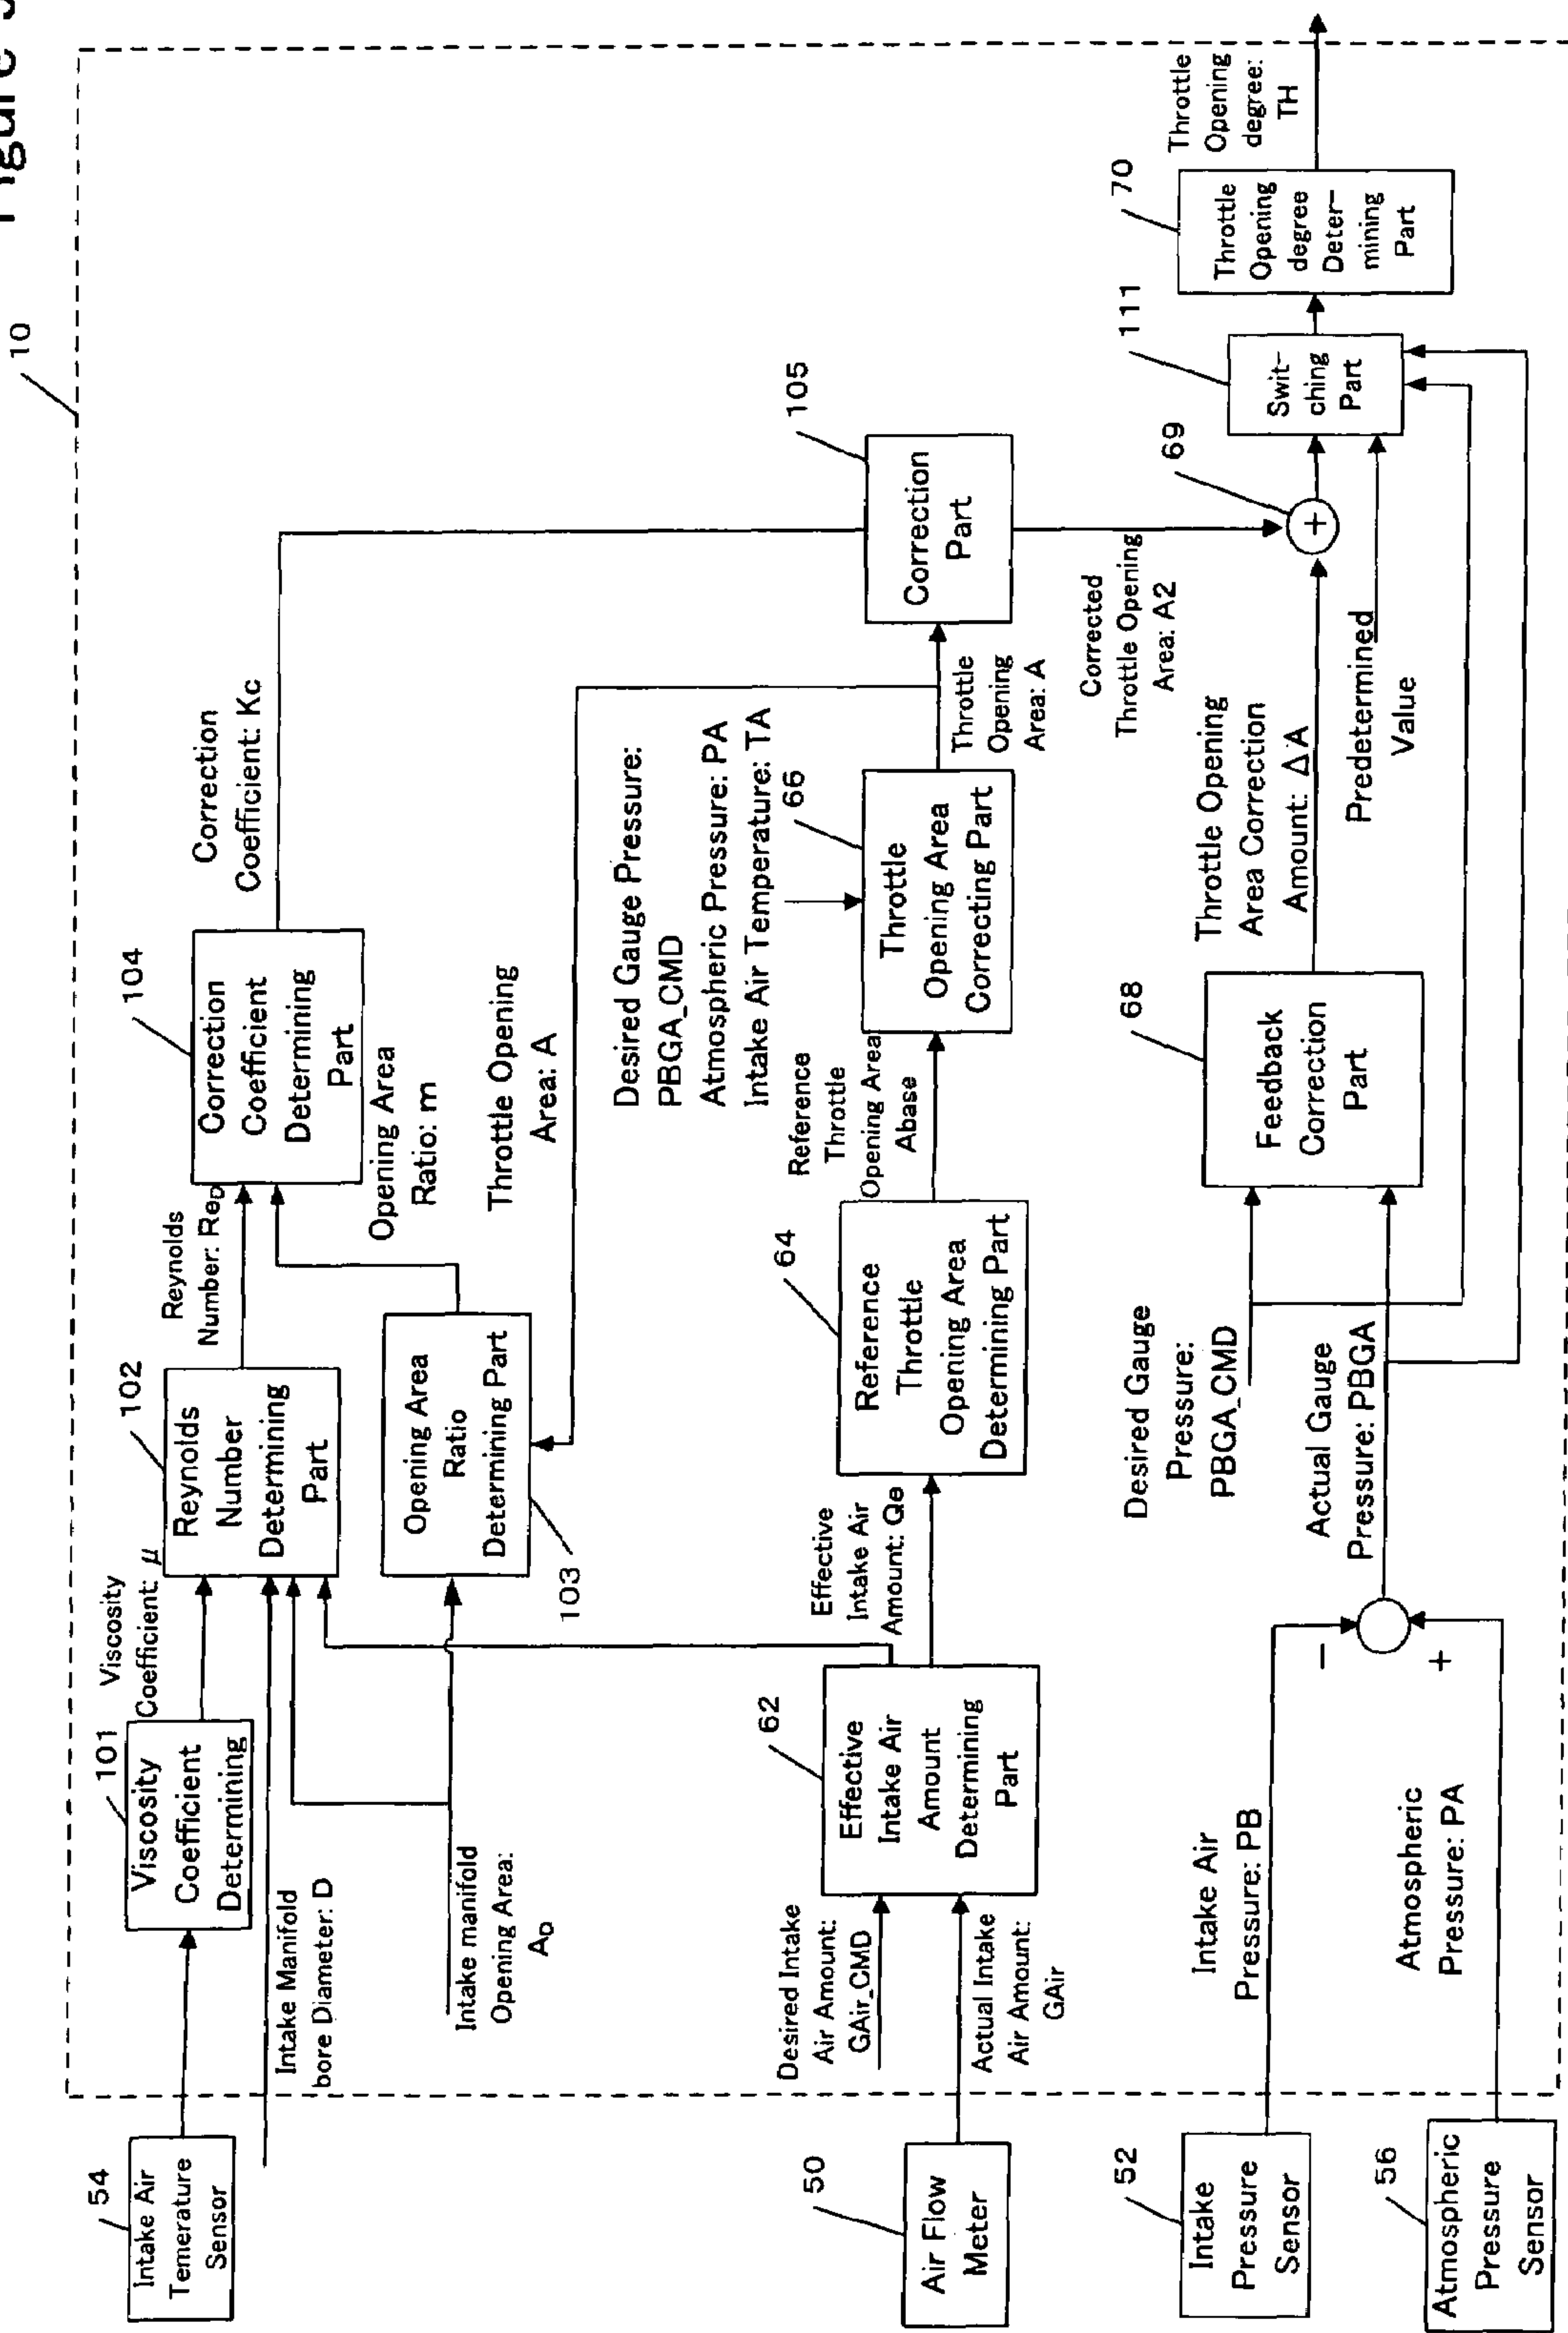 Figure
10
54
Intake Air
Temerature
Sensor
101
Viscosity
Coefficient
Determining
Viscosity
Coefficient: μ
102
Reynolds
Number
Determining
Part
Reynolds
Number: Re_D
104
Correction
Coefficient
Determining
Part
Correction
Coefficient: Kc
Intake Manifold
bore Diameter: D
Intake manifold
Opening Area:
A_D
Opening Area
Ratio
Determining Part
103
Opening Area
Ratio: m
Throttle Opening
Area: A
Desired Gauge Pressure:
PBGA_CMD
Atmospheric Pressure: PA
Intake Air Temperature: TA
50
Air Flow
Meter
Desired Intake
Air Amount:
GAir_CMD
Actual Intake
Air Amount:
GAir
62
Effective
Intake Air
Amount
Determining
Part
Effective
Intake Air
Amount: Qe
64
Reference
Throttle
Opening Area
Determining Part
Reference
Throttle
Opening Area
Abase
66
Throttle
Opening Area
Correcting Part
Throttle
Opening
Area: A
105
Correction
Part
Corrected
Throttle Opening
Area: A2
52
Intake
Pressure
Sensor
56
Atmospheric
Pressure
Sensor
Intake Air
Pressure: PB
Atmospheric
Pressure: PA
−
+
Desired Gauge
Pressure:
PBGA_CMD
Actual Gauge
Pressure: PBGA
68
Feedback
Correction
Part
Throttle Opening
Area Correction
Amount: ΔA
Predetermined
Value
69
+
111
Swit-
ching
Part
70
Throttle
Opening
degree
Deter-
mining
Part
Throttle
Opening
degree:
TH